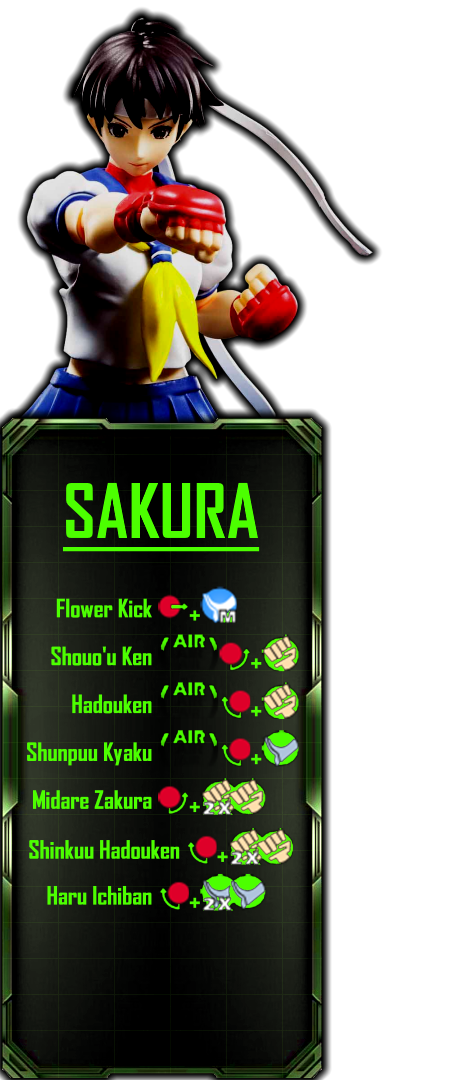 SAKURA
Flower Kick + M
Shouo'u Ken (AIR) +
Hadouken (AIR) +
Shunpuu Kyaku (AIR) +
Midare Zakura + 2X
Shinkuu Hadouken + 2X
Haru Ichiban + 2X